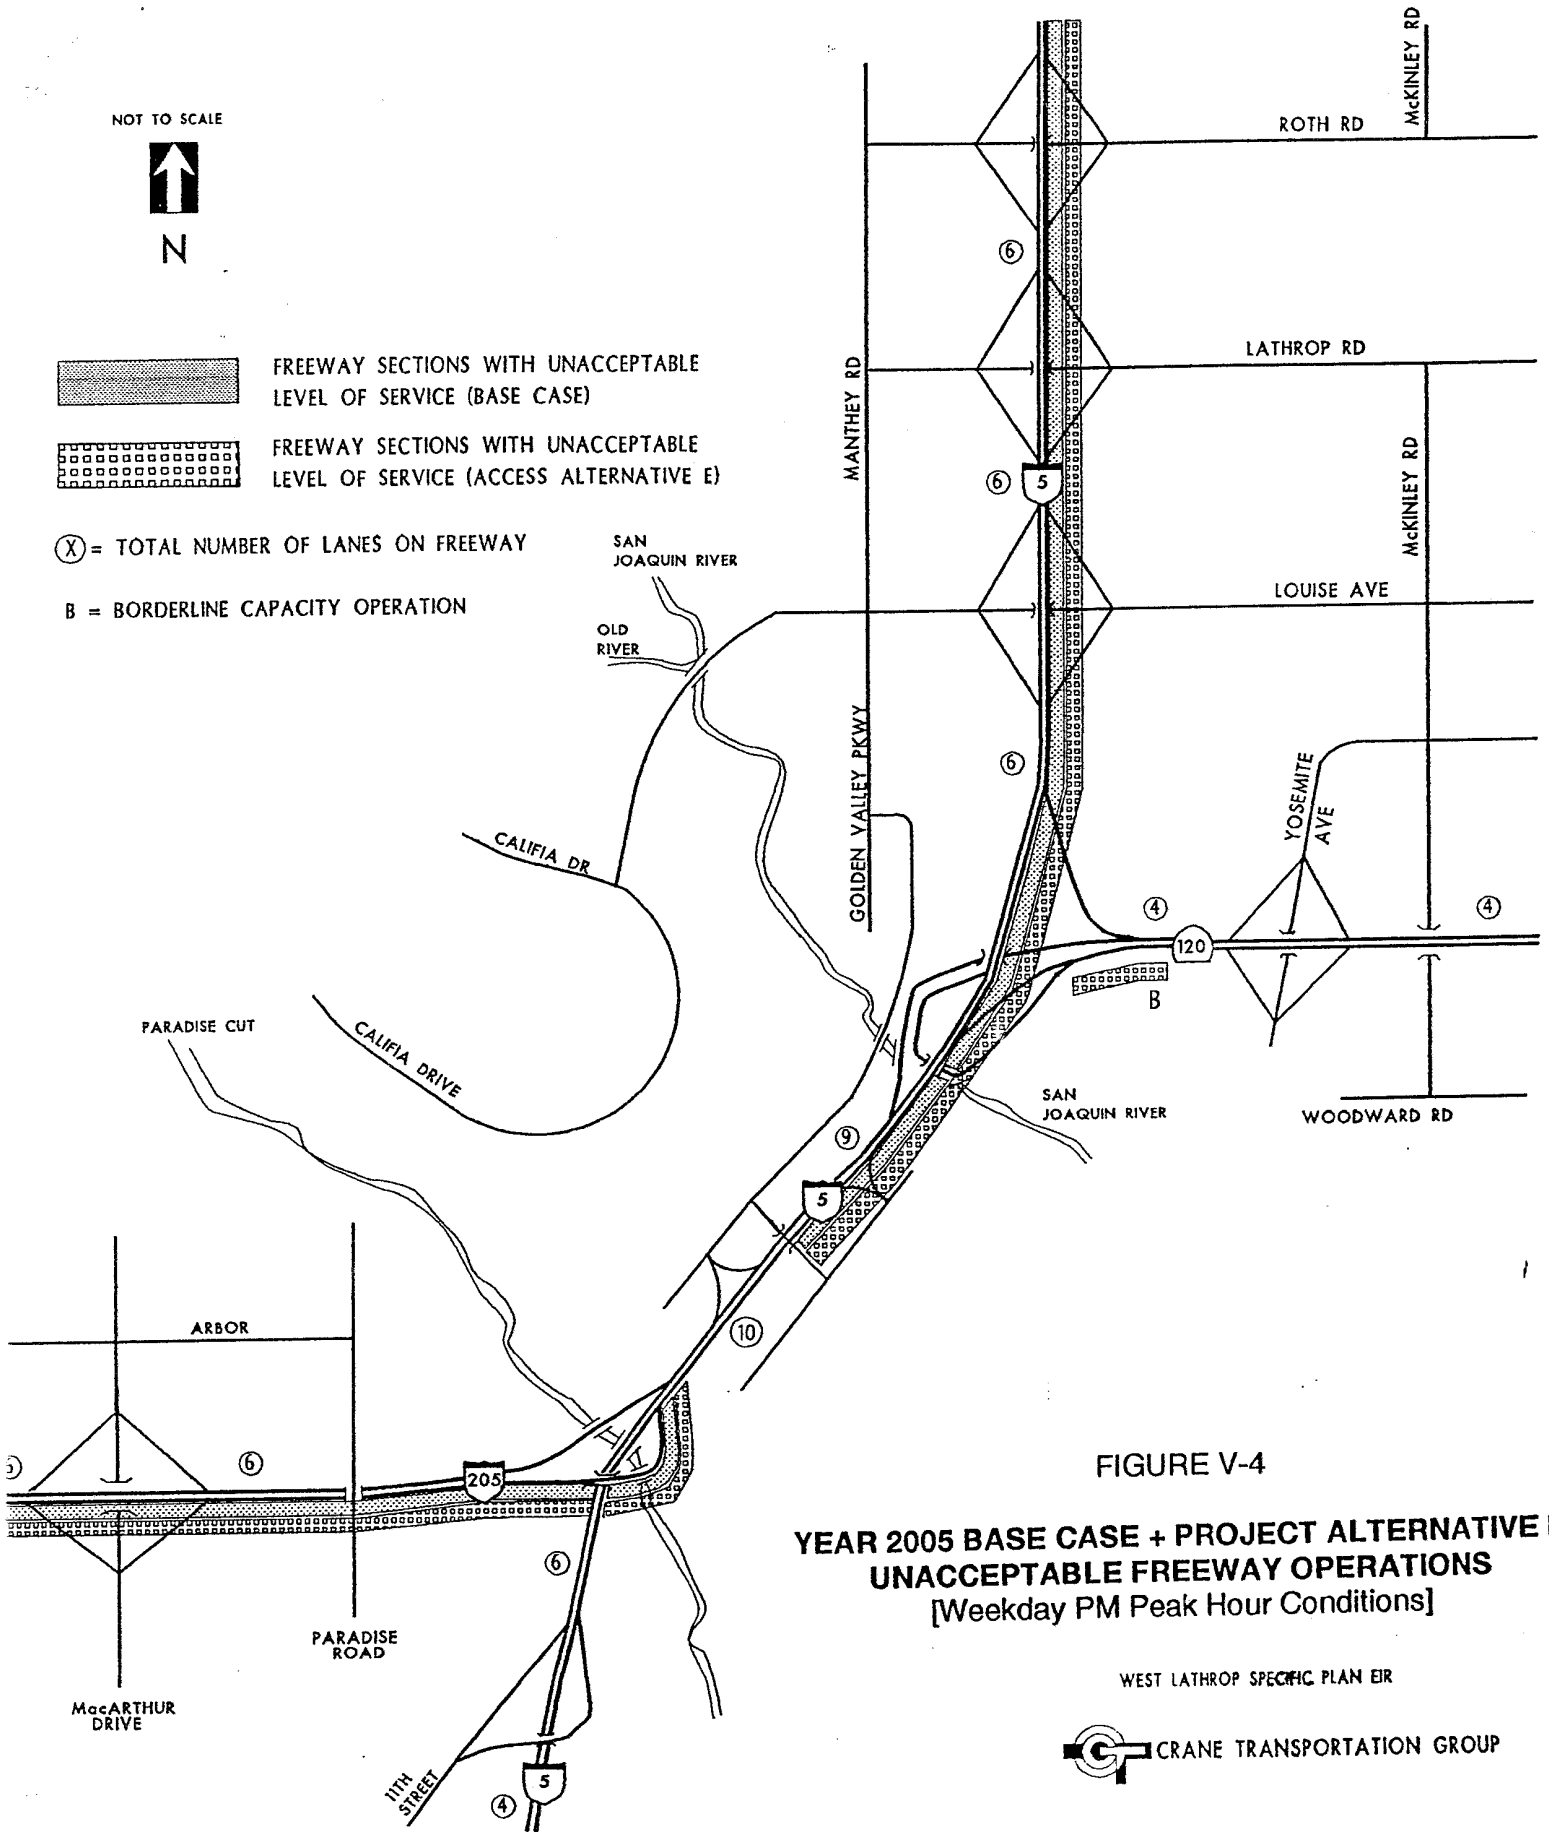 NOT TO SCALE
N
FREEWAY SECTIONS WITH UNACCEPTABLE
LEVEL OF SERVICE (BASE CASE)
FREEWAY SECTIONS WITH UNACCEPTABLE
LEVEL OF SERVICE (ACCESS ALTERNATIVE E)
X = TOTAL NUMBER OF LANES ON FREEWAY
B = BORDERLINE CAPACITY OPERATION
McKINLEY RD
ROTH RD
6
LATHROP RD
MANTHEY RD
6
5
McKINLEY RD
SAN
JOAQUIN RIVER
OLD
RIVER
LOUISE AVE
GOLDEN VALLEY PKWY
6
YOSEMITE
AVE
CALIFIA DR
4
4
120
B
PARADISE CUT
CALIFIA DRIVE
SAN
JOAQUIN RIVER
WOODWARD RD
9
5
ARBOR
10
6
205
6
PARADISE
ROAD
MacARTHUR
DRIVE
11TH
STREET
5
4
FIGURE V-4
YEAR 2005 BASE CASE + PROJECT ALTERNATIVE
UNACCEPTABLE FREEWAY OPERATIONS
[Weekday PM Peak Hour Conditions]
WEST LATHROP SPECIFIC PLAN EIR
CRANE TRANSPORTATION GROUP